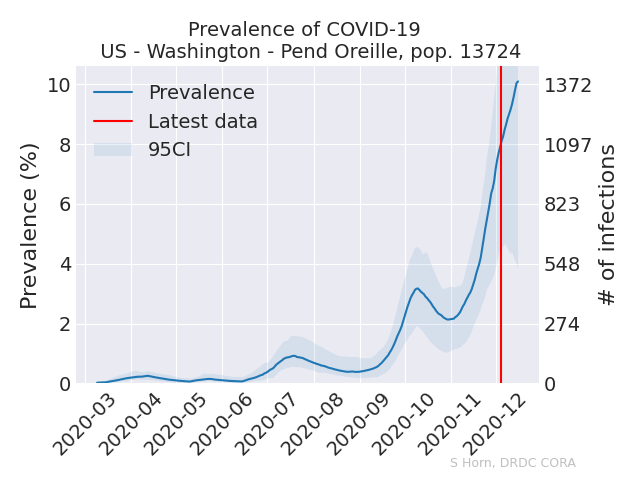 Prevalence of COVID-19
US - Washington - Pend Oreille, pop. 13724
Prevalence
Latest data
95CI
Prevalence (%)
10
8
6
4
2
0
1372
1097
823
548
274
0
# of infections
2020-03
2020-04
2020-05
2020-06
2020-07
2020-08
2020-09
2020-10
2020-11
2020-12
S Horn, DRDC CORA